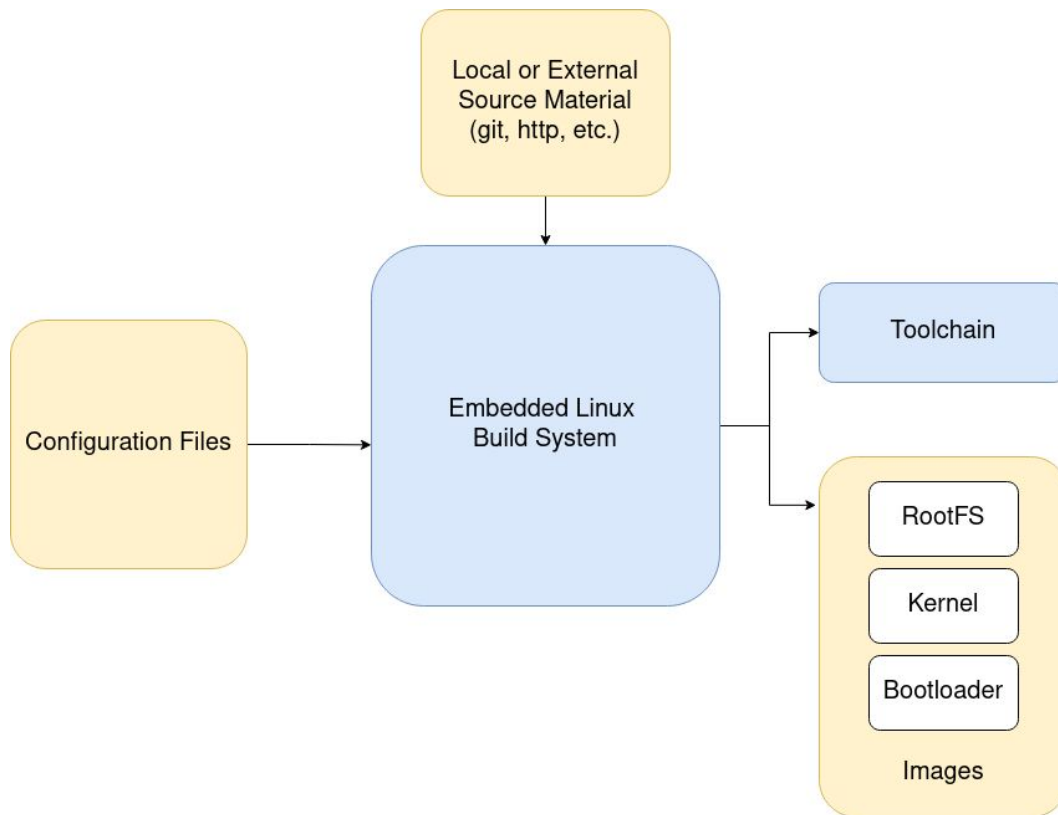 Local or External
Source Material
(git, http, etc.)
Configuration Files
Embedded Linux
Build System
Toolchain
RootFS
Kernel
Bootloader
Images